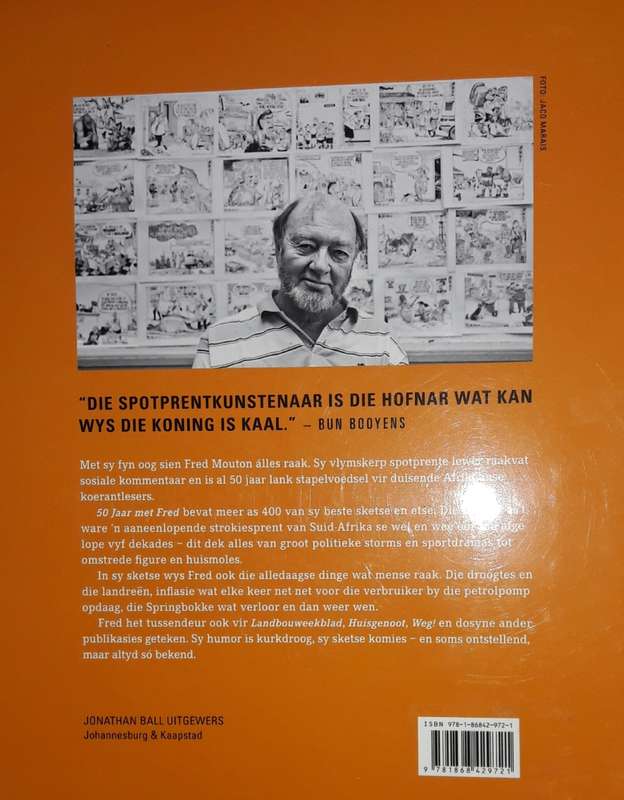 FOTO: JACO MARAIS
"DIE SPOTPRENTKUNSTENAAR IS DIE HOFNAR WAT KAN
WYS DIE KONING IS KAAL." – BUN BOOYENS
Met sy fyn oog sien Fred Mouton álles raak. Sy vlymskerp spotprente lewer raakvat
sosiale kommentaar en is al 50 jaar lank stapelvoedsel vir duisende Afrikaanse
koerantlesers.
50 Jaar met Fred bevat meer as 400 van sy beste sketse en etse.
ware 'n aaneenlopende strokiesprent van Suid-Afrika se wel en wee
lope vyf dekades – dit dek alles van groot politieke storms en sportdramas tot
omstrede figure en huismoles.
In sy sketse wys Fred ook die alledaagse dinge wat mense raak. Die droogtes en
die landreën, inflasie wat elke keer net net vir die verbruiker by die petrolpomp
opdaag, die Springbokke wat verloor en dan weer wen.
Fred het tussendeur ook vir Landbouweekblad, Huisgenoot, Weg! en dosyne ander
publikasies geteken. Sy humor is kurkdroog, sy sketse komies – en soms ontstellend,
maar altyd só bekend.
JONATHAN BALL UITGEWERS
Johannesburg & Kaapstad
ISBN 978-1-86842-972-1
9 781868 429721